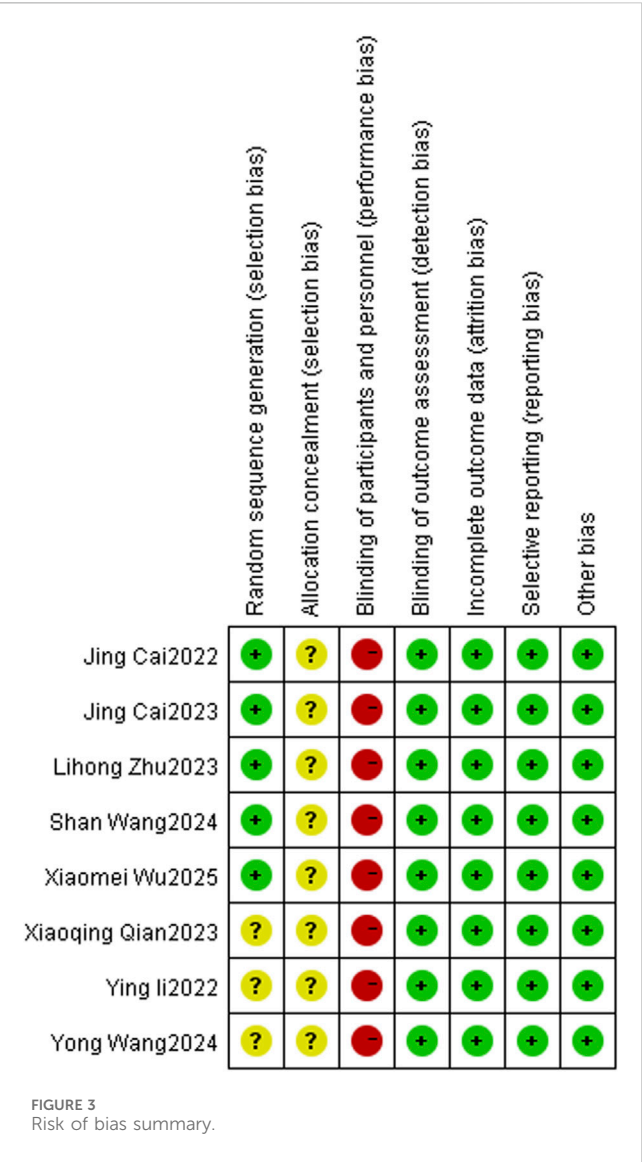 Random sequence generation (selection bias)
Allocation concealment (selection bias)
Blinding of participants and personnel (performance bias)
Blinding of outcome assessment (detection bias)
Incomplete outcome data (attrition bias)
Selective reporting (reporting bias)
Other bias
Jing Cai2022 + ? - + + + +
Jing Cai2023 + ? - + + + +
Lihong Zhu2023 + ? - + + + +
Shan Wang2024 + ? - + + + +
Xiaomei Wu2025 + ? - + + + +
Xiaoqing Qian2023 ? ? - + + + +
Ying li2022 ? ? - + + + +
Yong Wang2024 ? ? - + + + +
FIGURE 3
Risk of bias summary.